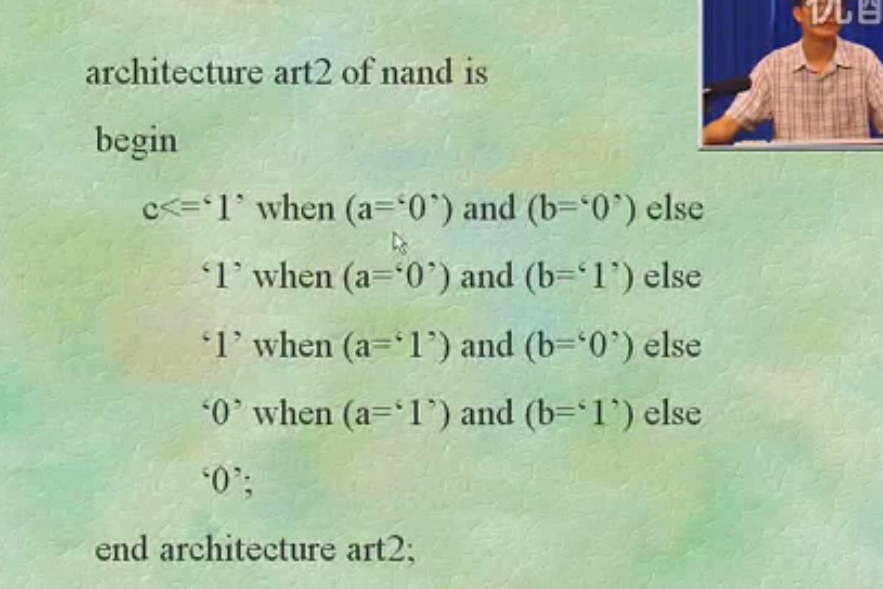 architecture art2 of nand is
begin
c<=‘1’ when (a=‘0’) and (b=‘0’) else
‘1’ when (a=‘0’) and (b=‘1’) else
‘1’ when (a=‘1’) and (b=‘0’) else
‘0’ when (a=‘1’) and (b=‘1’) else
‘0’;
end architecture art2;